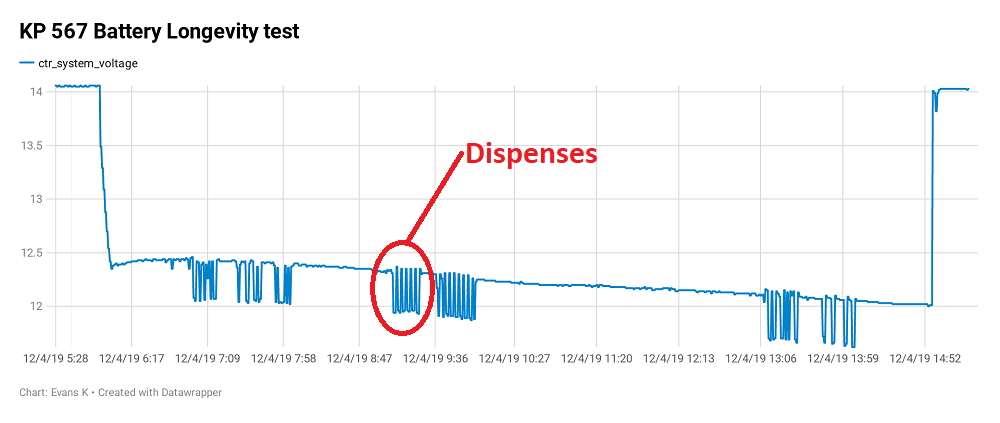 KP 567 Battery Longevity test
ctr_system_voltage
14
13.5
13
12.5
12
Dispenses
12/4/19 5:28 12/4/19 6:17 12/4/19 7:09 12/4/19 7:58 12/4/19 8:47 12/4/19 9:36 12/4/19 10:27 12/4/19 11:20 12/4/19 12:13 12/4/19 13:06 12/4/19 13:59 12/4/19 14:52
Chart: Evans K • Created with Datawrapper